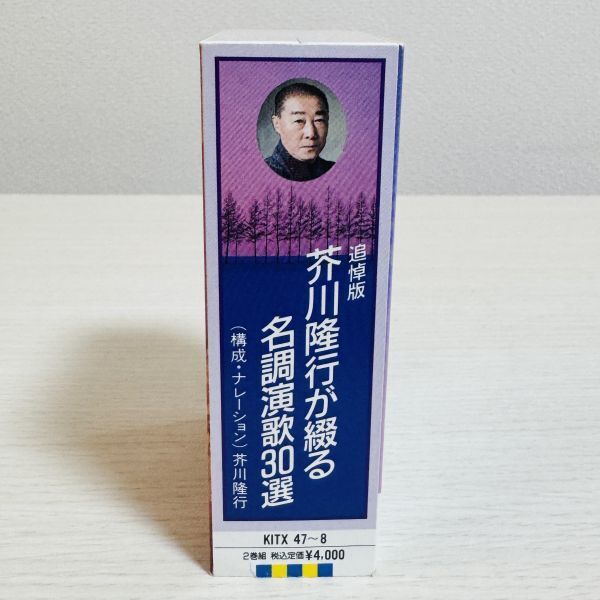 追悼版
芥川隆行が綴る
名調演歌30選
（構成・ナレーション）芥川隆行
KITX 47〜8
2巻組 税込定価¥4,000